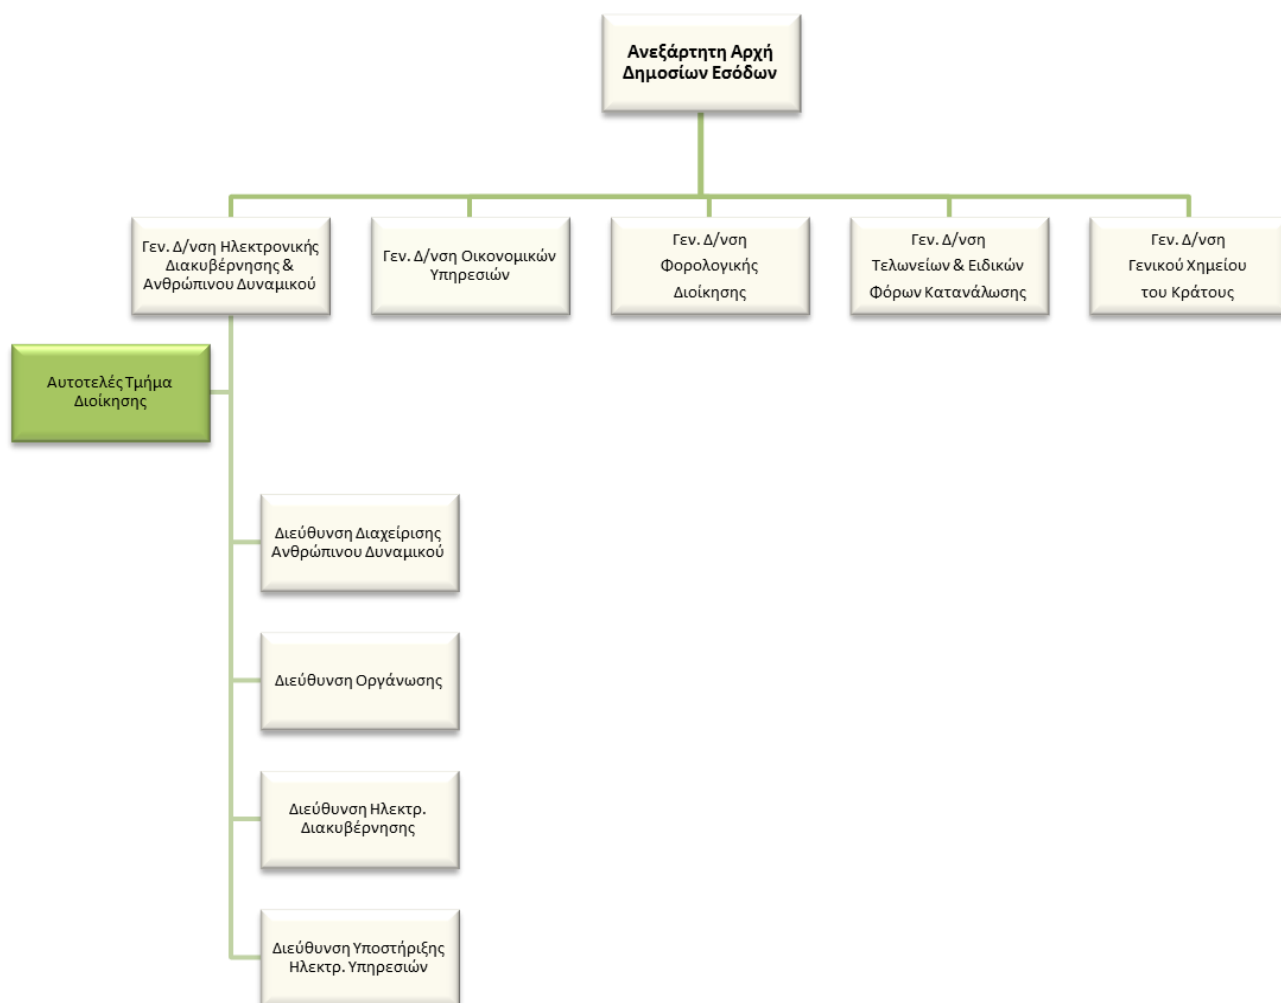 Ανεξάρτητη Αρχή
Δημοσίων Εσόδων
Γεν. Δ/νση Ηλεκτρονικής
Διακυβέρνησης &
Ανθρώπινου Δυναμικού
Γεν. Δ/νση Οικονομικών
Υπηρεσιών
Γεν. Δ/νση
Φορολογικής
Διοίκησης
Γεν. Δ/νση
Τελωνείων & Ειδικών
Φόρων Κατανάλωσης
Γεν. Δ/νση
Γενικού Χημείου
του Κράτους
Αυτοτελές Τμήμα
Διοίκησης
Διεύθυνση Διαχείρισης
Ανθρώπινου Δυναμικού
Διεύθυνση Οργάνωσης
Διεύθυνση Ηλεκτρ.
Διακυβέρνησης
Διεύθυνση Υποστήριξης
Ηλεκτρ. Υπηρεσιών